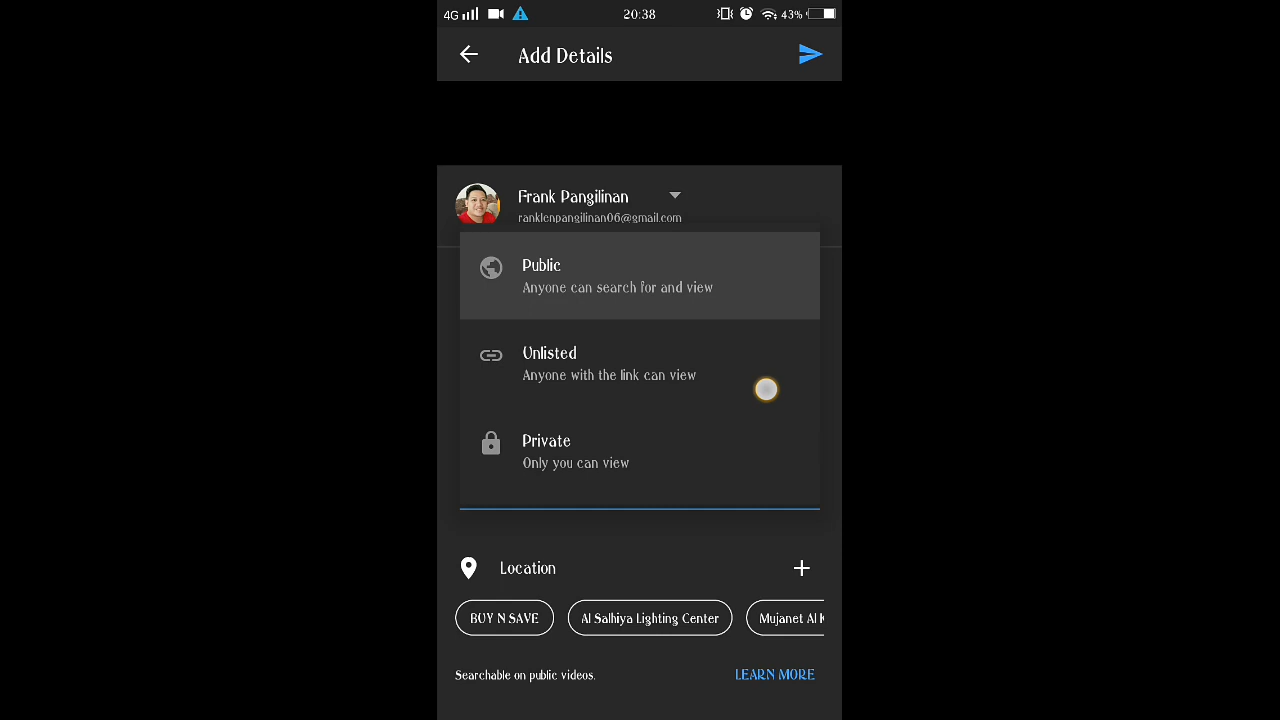 4G 20:38 43%
Add Details
Frank Pangilinan
ranklenpangilinan06@gmail.com
Public
Anyone can search for and view
Unlisted
Anyone with the link can view
Private
Only you can view
Location
BUY N SAVE Al Salhiya Lighting Center Mujanet Al
Searchable on public videos. LEARN MORE